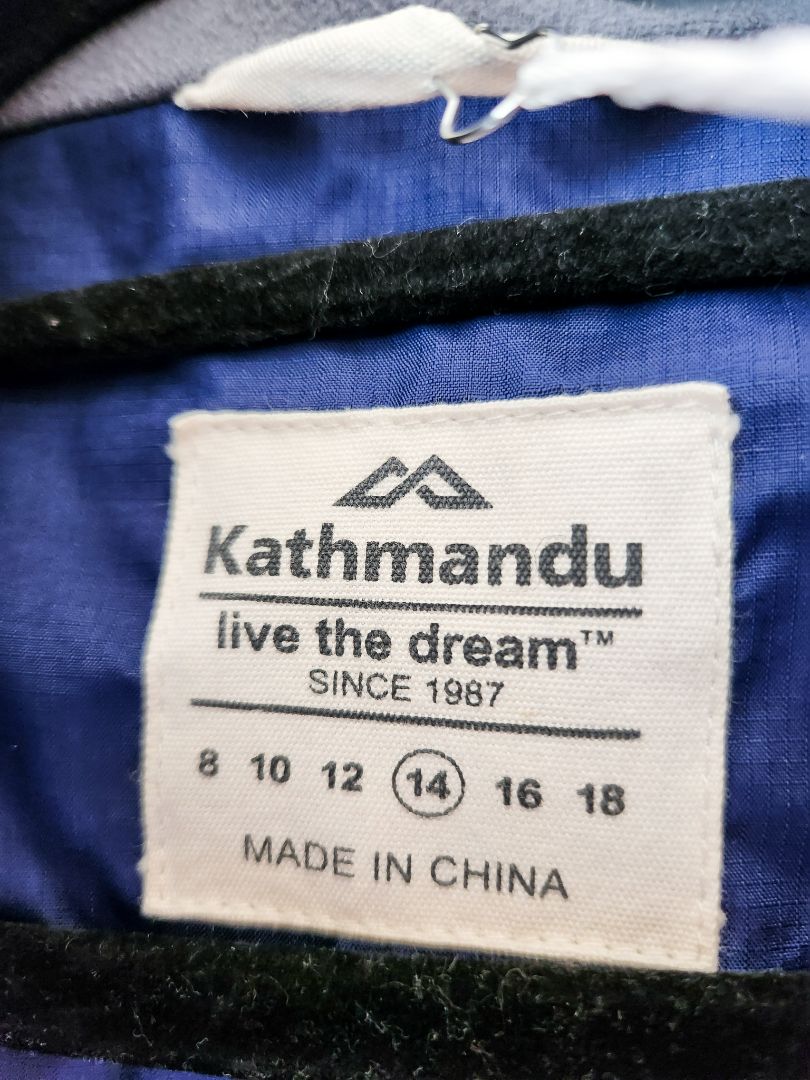 Kathmandu
live the dream™
SINCE 1987
8 10 12 14 16 18
MADE IN CHINA